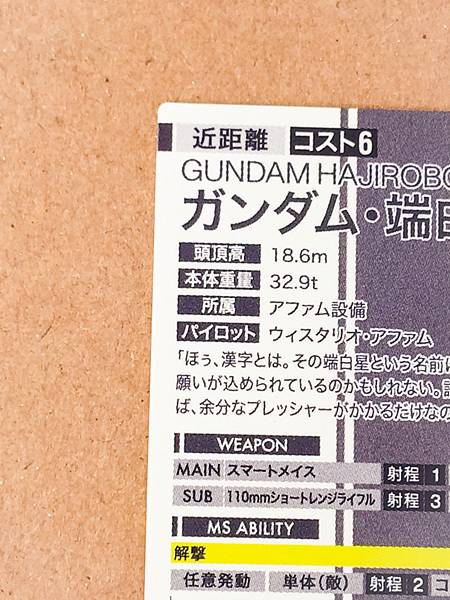 近距離 コスト6
GUNDAM HAJIROBO
ガンダム・端白
頭頂高 18.6m
本体重量 32.9t
所属 アファム設備
パイロット ウィスタリオ・アファム
「ほぅ、漢字とは。その端白星という名前に
願いが込められているのかもしれない。
ば、余分なプレッシャーがかかるだけなの
WEAPON
MAIN スマートメイス 射程 1
SUB 110mmショートレンジライフル 射程 3
MS ABILITY
解撃
任意発動 単体(敵) 射程 2 コ